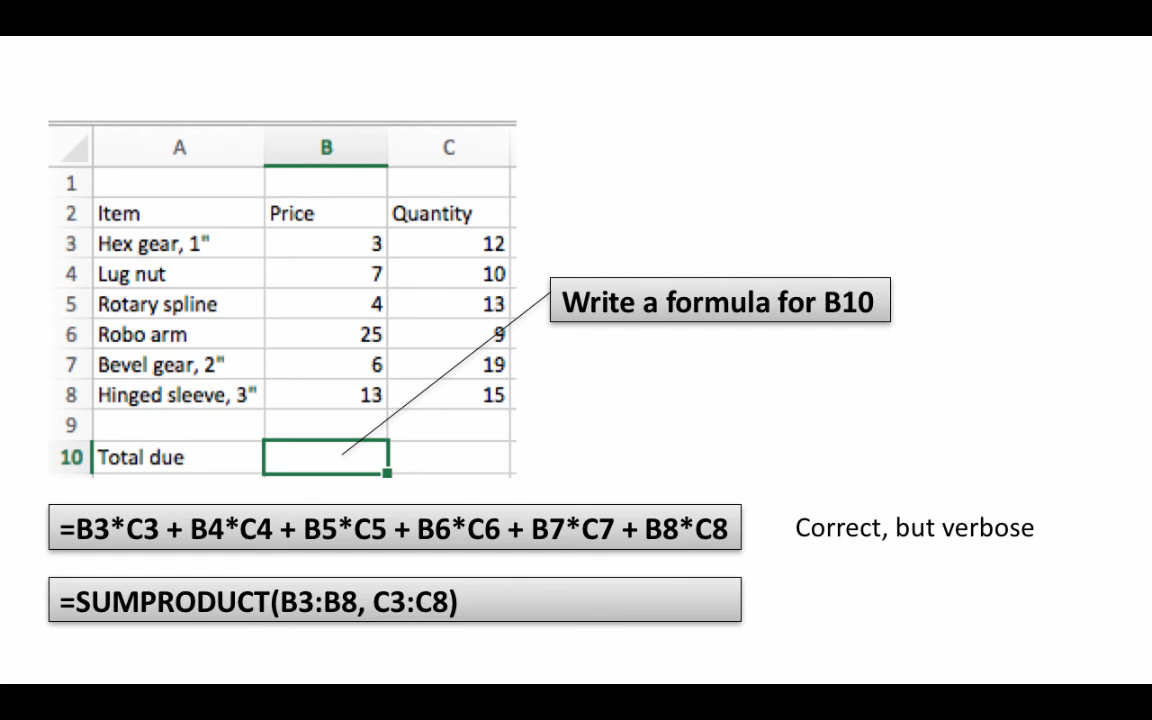 A B C
1
2 Item Price Quantity
3 Hex gear, 1" 3 12
4 Lug nut 7 10
5 Rotary spline 4 13
6 Robo arm 25 9
7 Bevel gear, 2" 6 19
8 Hinged sleeve, 3" 13 15
9
10 Total due
Write a formula for B10
=B3*C3 + B4*C4 + B5*C5 + B6*C6 + B7*C7 + B8*C8
Correct, but verbose
=SUMPRODUCT(B3:B8, C3:C8)